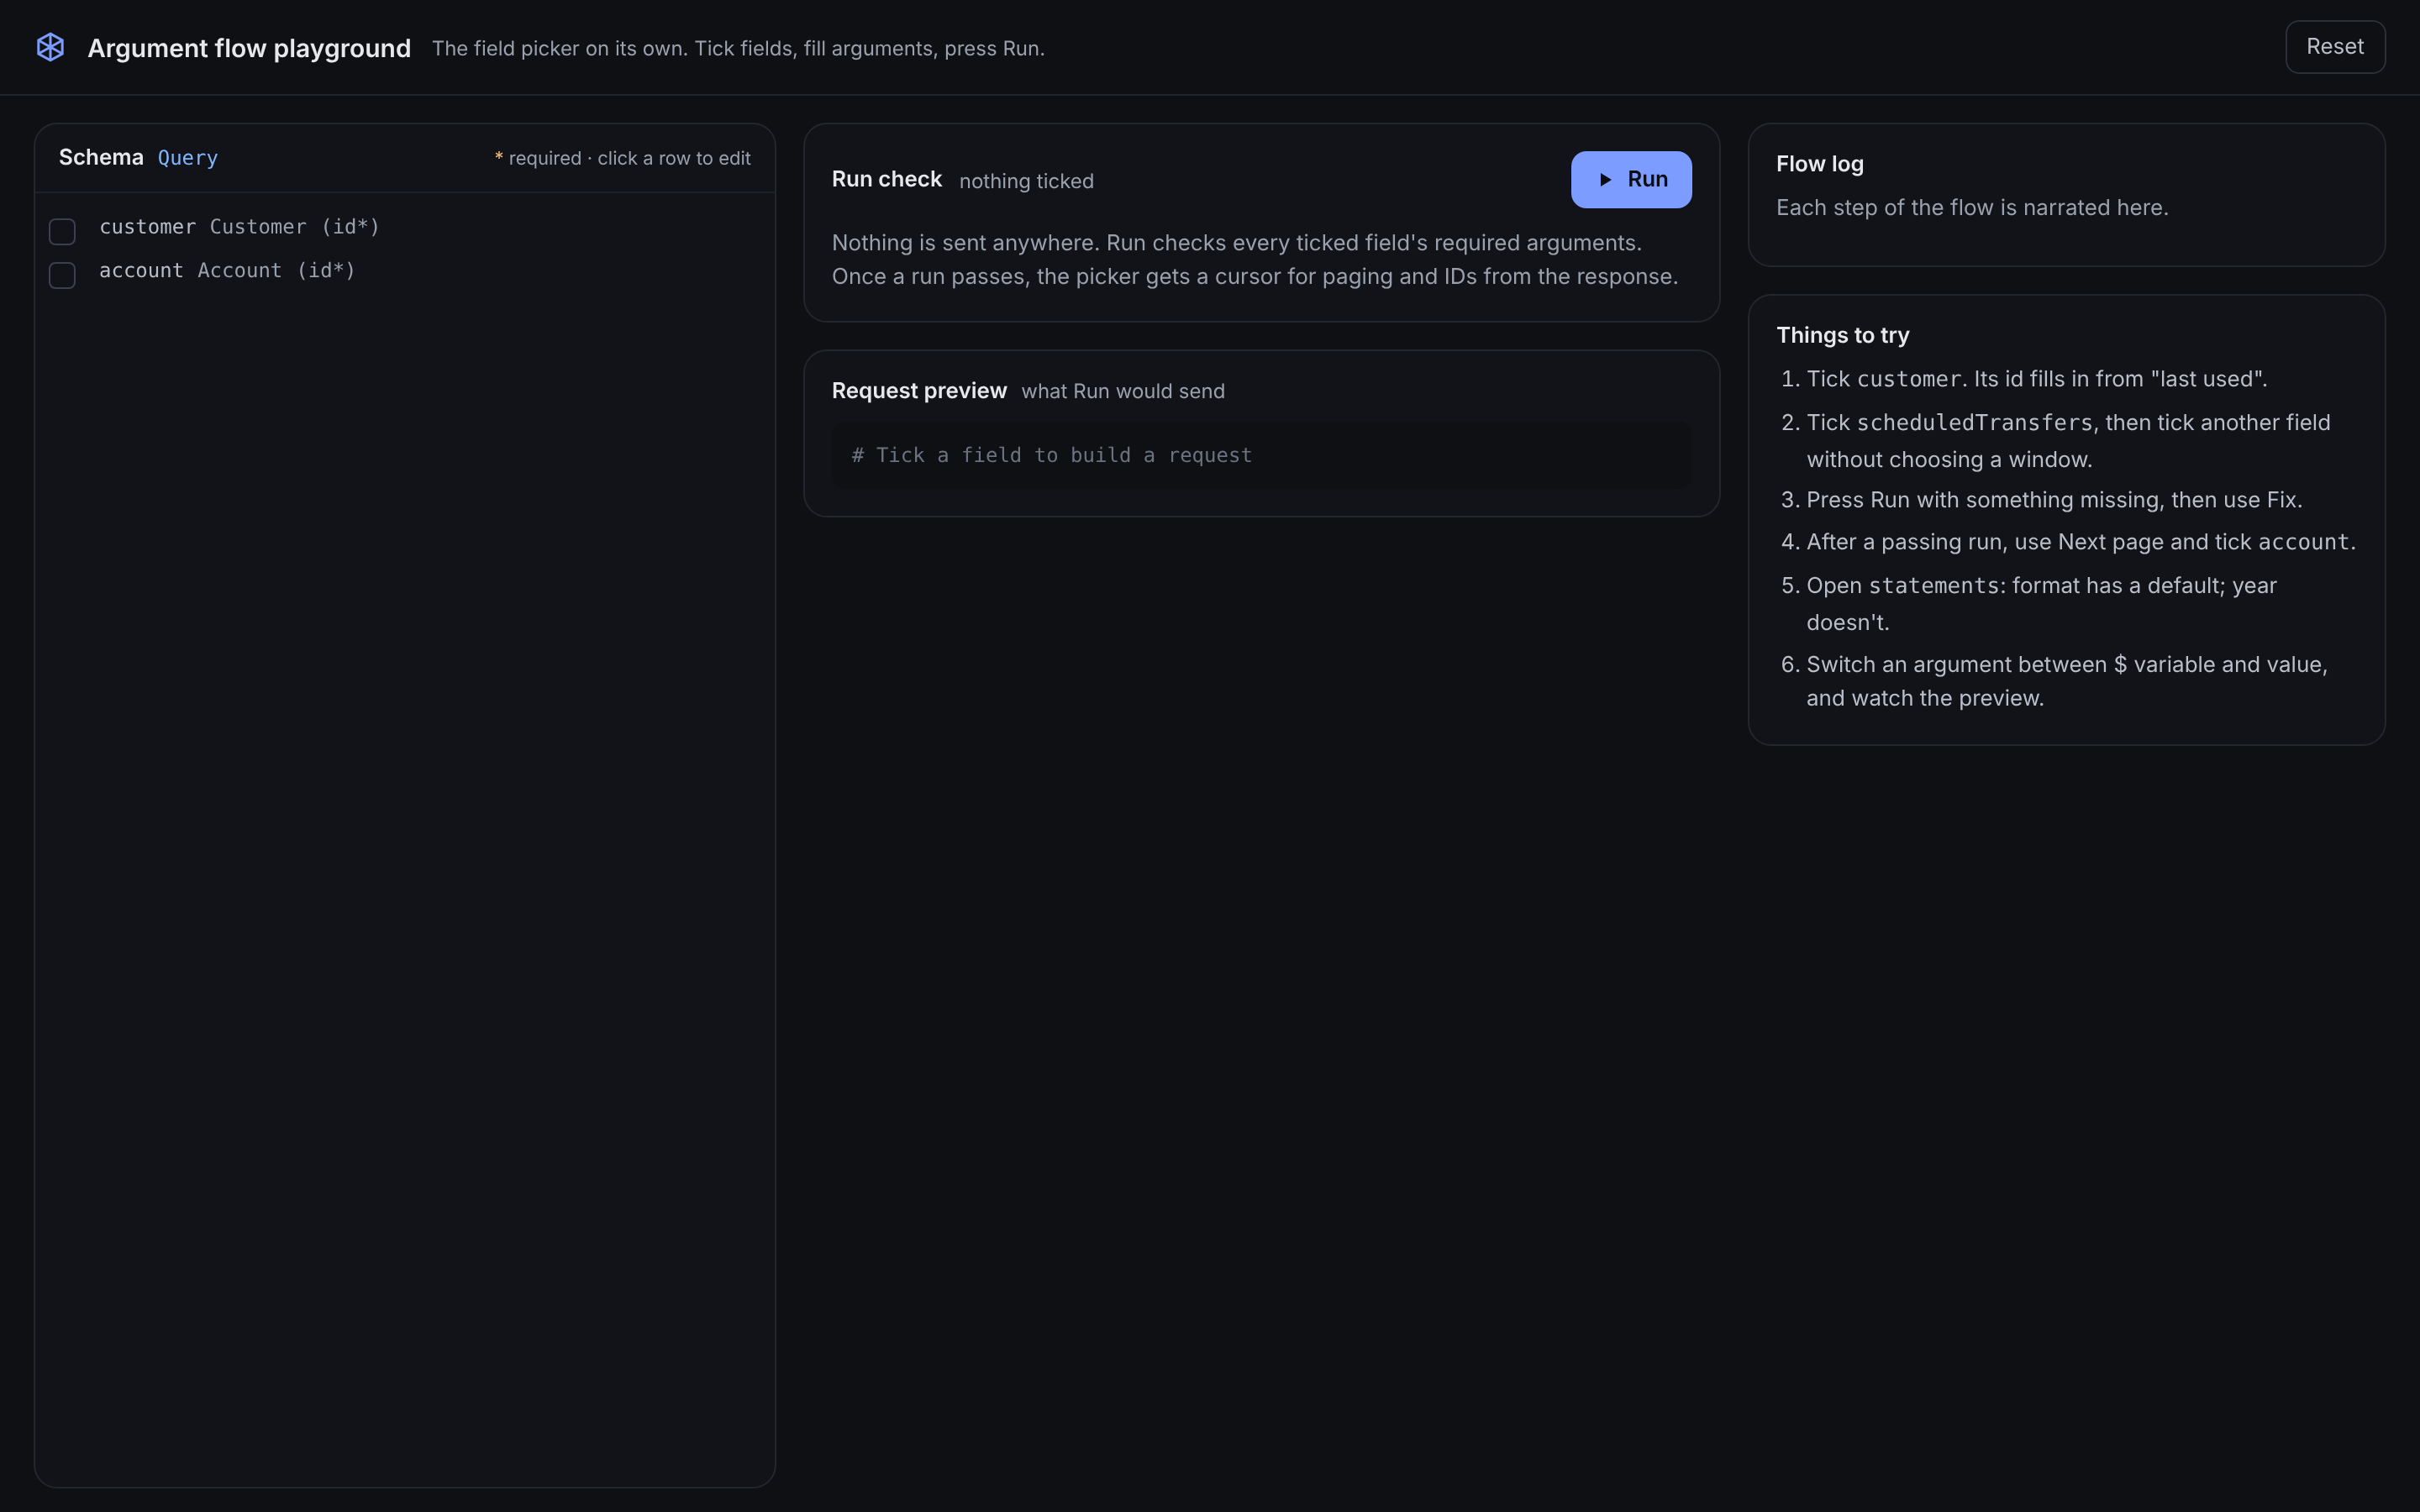 Argument flow playground The field picker on its own. Tick fields, fill arguments, press Run.
Reset
Schema Query * required · click a row to edit
customer Customer (id*)
account Account (id*)
Run check nothing ticked
Run
Nothing is sent anywhere. Run checks every ticked field's required arguments.
Once a run passes, the picker gets a cursor for paging and IDs from the response.
Request preview what Run would send
# Tick a field to build a request
Flow log
Each step of the flow is narrated here.
Things to try
1. Tick customer. Its id fills in from "last used".
2. Tick scheduledTransfers, then tick another field
without choosing a window.
3. Press Run with something missing, then use Fix.
4. After a passing run, use Next page and tick account.
5. Open statements: format has a default; year
doesn't.
6. Switch an argument between $ variable and value,
and watch the preview.